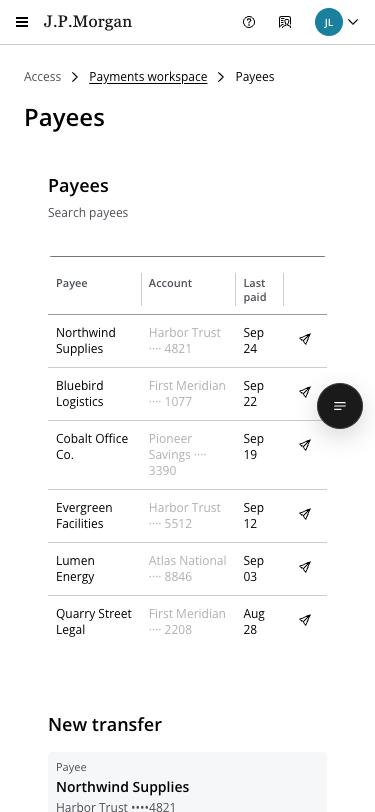 J.P.Morgan
JL
Access
Payments workspace
Payees
Payees
Payees
Search payees
Payee
Account
Last
paid
Northwind
Supplies
Harbor Trust
···· 4821
Sep
24
Bluebird
Logistics
First Meridian
···· 1077
Sep
22
Cobalt Office
Co.
Pioneer
Savings ····
3390
Sep
19
Evergreen
Facilities
Harbor Trust
···· 5512
Sep
12
Lumen
Energy
Atlas National
···· 8846
Sep
03
Quarry Street
Legal
First Meridian
···· 2208
Aug
28
New transfer
Payee
Northwind Supplies
Harbor Trust ••••4821